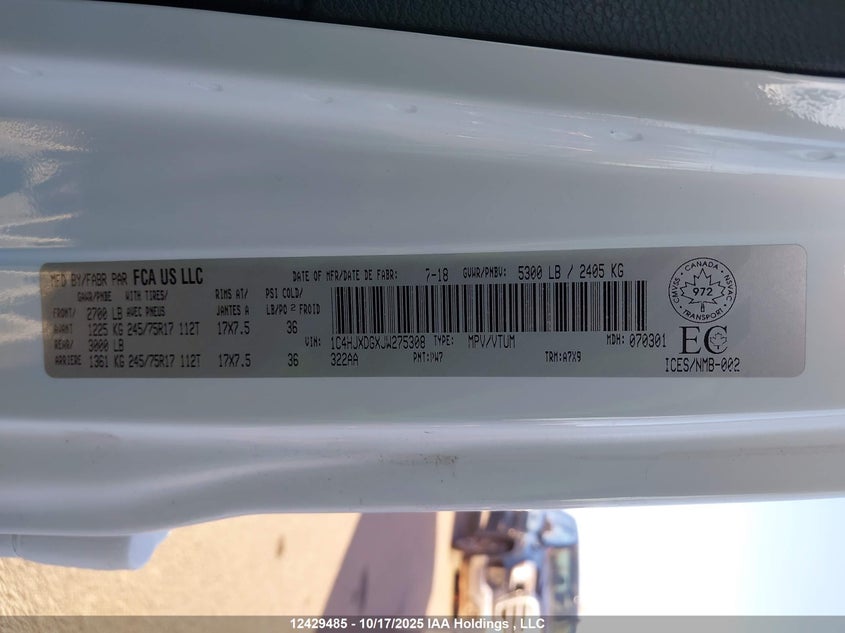 MFD BY/FABR PAR FCA US LLC
DATE OF MFR/DATE DE FABR: 7-18 GVWR/PNBV: 5300 LB / 2405 KG
GAWR/PNBE WITH TIRES/ RIMS AT/ PSI COLD/
FRONT/ 2700 LB AVEC PNEUS JANTES A LB/PO 2 FROID
AVANT 1225 KG 245/75R17 112T 17X7.5 36
REAR/ 3000 LB
ARRIERE 1361 KG 245/75R17 112T 17X7.5 36
VIN: 1C4HJXDGXJW275308 TYPE: MPV/VTUM MDH: 070301
322AA PNT: PW7 TRM: A7X9
CANADA
CMVSS NSVAC
972
TRANSPORT
EC
ICES/NMB-002
12429485 - 10/17/2025 IAA Holdings , LLC